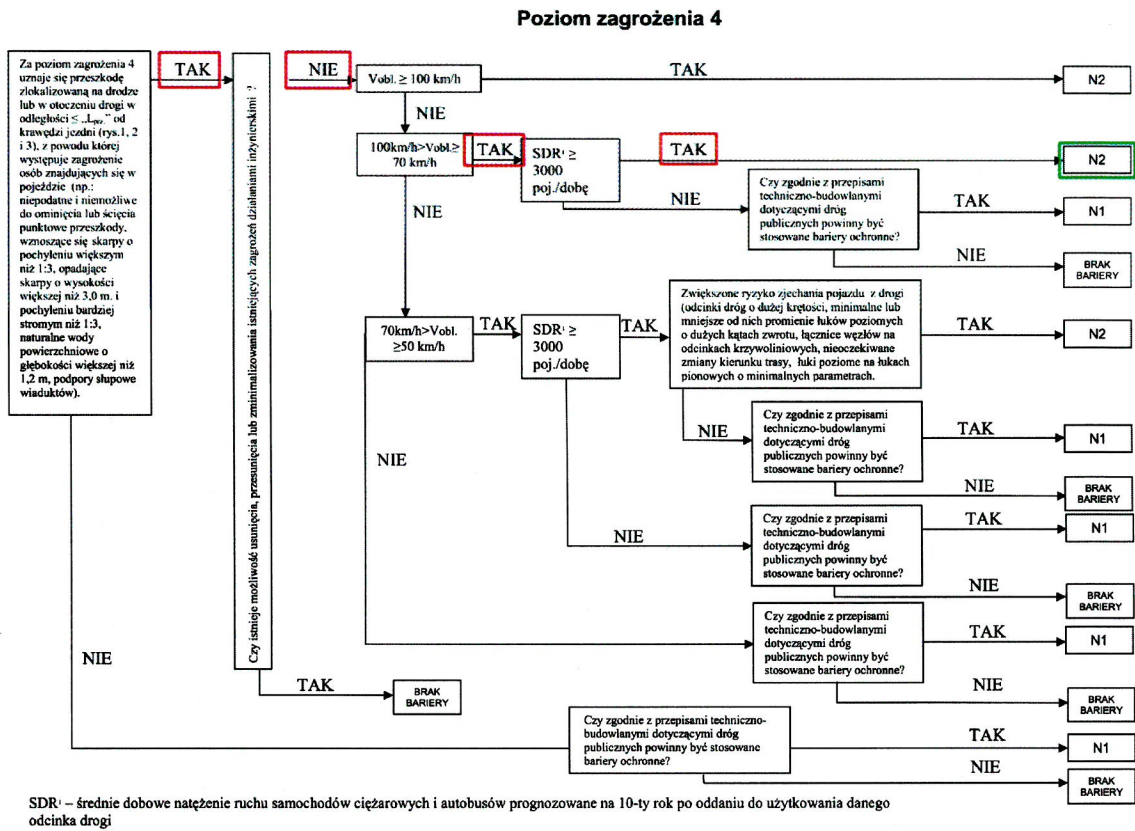 Poziom zagrożenia 4
Za poziom zagrożenia 4
uznaje się przeszkodę
zlokalizowaną na drodze
lub w otoczeniu drogi w
odległości ≤ „Lprz.” od
krawędzi jezdni (rys.1, 2
i 3), z powodu której
występuje zagrożenie
osób znajdujących się w
pojeździe (np.:
niepodatne i niemożliwe
do ominięcia lub ścięcia
punktowe przeszkody,
wznoszące się skarpy o
pochyleniu większym
niż 1:3, opadające
skarpy o wysokości
większej niż 3,0 m. i
pochyleniu bardziej
stromym niż 1:3,
naturalne wody
powierzchniowe o
głębokości większej niż
1,2 m, podpory słupowe
wiaduktów).
TAK
NIE
Czy istnieje możliwość usunięcia, przesunięcia lub zminimalizowania istniejących zagrożeń działaniami inżynierskimi ?
TAK
BRAK
BARIERY
NIE
Vobl. ≥ 100 km/h
TAK
N2
NIE
100km/h>Vobl.≥
70 km/h
TAK
SDR¹ ≥
3000
poj./dobę
TAK
N2
NIE
Czy zgodnie z przepisami
techniczno-budowlanymi
dotyczącymi dróg
publicznych powinny być
stosowane bariery ochronne?
TAK
N1
NIE
BRAK
BARIERY
NIE
70km/h>Vobl.
≥50 km/h
TAK
SDR¹ ≥
3000
poj./dobę
TAK
Zwiększone ryzyko zjechania pojazdu z drogi
(odcinki dróg o dużej krętości, minimalne lub
mniejsze od nich promienie łuków poziomych
o dużych kątach zwrotu, łącznice węzłów na
odcinkach krzywoliniowych, nieoczekiwane
zmiany kierunku trasy, łuki poziome na łukach
pionowych o minimalnych parametrach.
TAK
N2
NIE
Czy zgodnie z przepisami
techniczno-budowlanymi
dotyczącymi dróg
publicznych powinny być
stosowane bariery ochronne?
TAK
N1
NIE
BRAK
BARIERY
NIE
Czy zgodnie z przepisami
techniczno-budowlanymi
dotyczącymi dróg
publicznych powinny być
stosowane bariery ochronne?
TAK
N1
NIE
BRAK
BARIERY
NIE
Czy zgodnie z przepisami
techniczno-budowlanymi
dotyczącymi dróg
publicznych powinny być
stosowane bariery ochronne?
TAK
N1
NIE
BRAK
BARIERY
Czy zgodnie z przepisami techniczno-
budowlanymi dotyczącymi dróg
publicznych powinny być stosowane
bariery ochronne?
TAK
N1
NIE
BRAK
BARIERY
SDR¹ – średnie dobowe natężenie ruchu samochodów ciężarowych i autobusów prognozowane na 10-ty rok po oddaniu do użytkowania danego
odcinka drogi